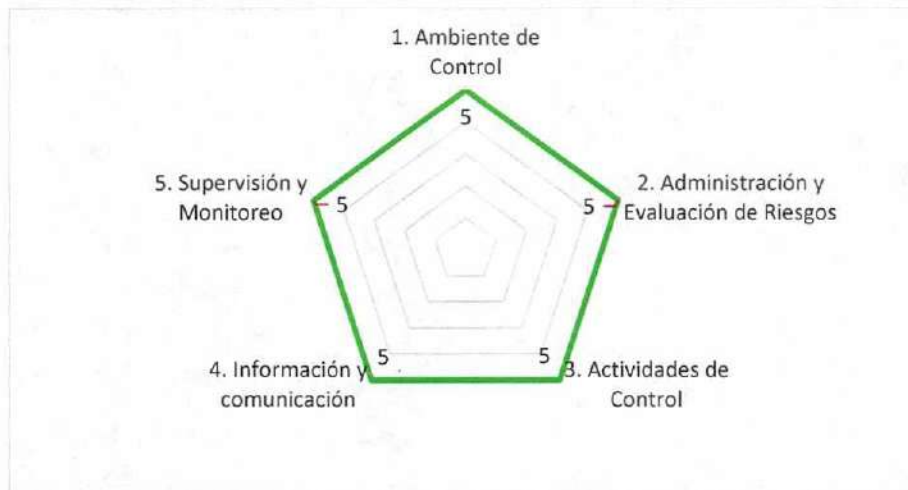 1. Ambiente de
Control
5
5. Supervisión y
Monitoreo
5
5
2. Administración y
Evaluación de Riesgos
4. Información y
comunicación
5
5
3. Actividades de
Control